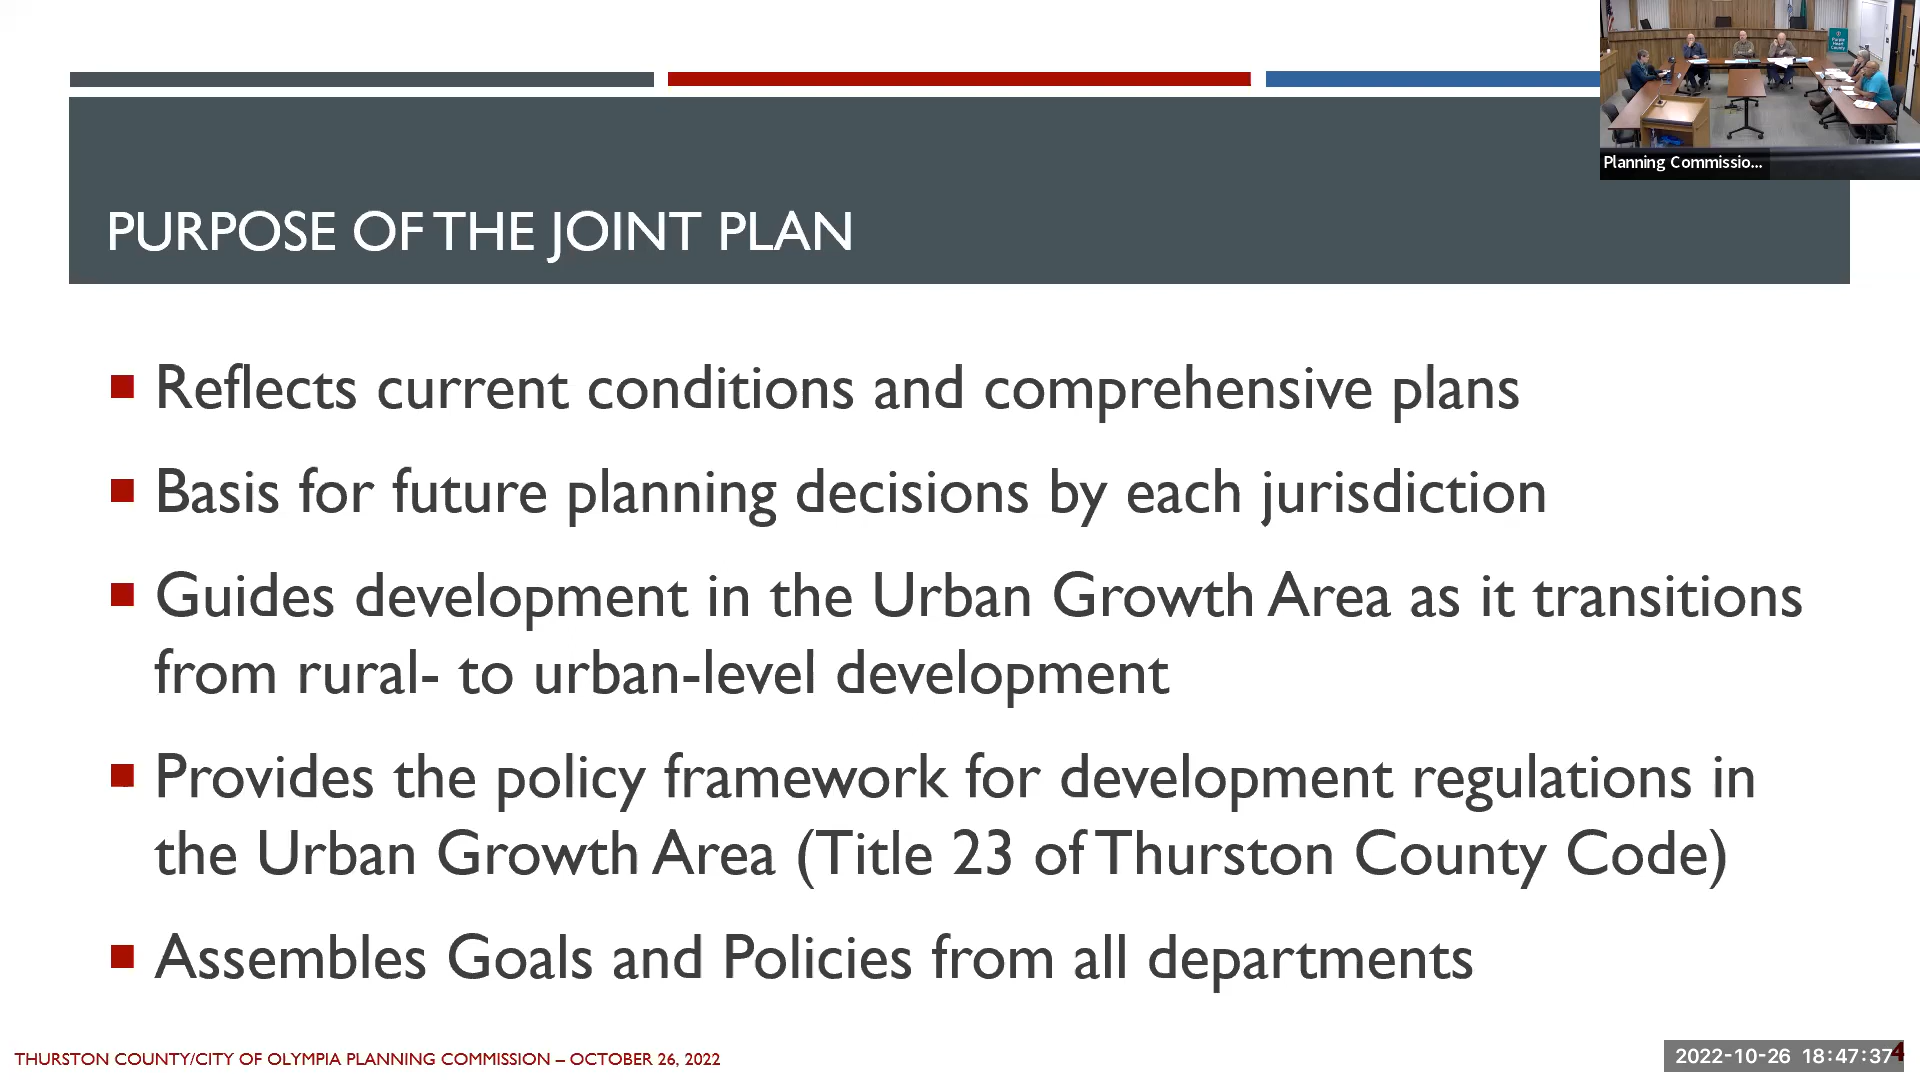 Planning Commissio...
PURPOSE OF THE JOINT PLAN
Reflects current conditions and comprehensive plans
Basis for future planning decisions by each jurisdiction
Guides development in the Urban Growth Area as it transitions
from rural- to urban-level development
Provides the policy framework for development regulations in
the Urban Growth Area (Title 23 of Thurston County Code)
Assembles Goals and Policies from all departments
THURSTON COUNTY/CITY OF OLYMPIA PLANNING COMMISSION – OCTOBER 26, 2022
2022-10-26 18:47:37
4